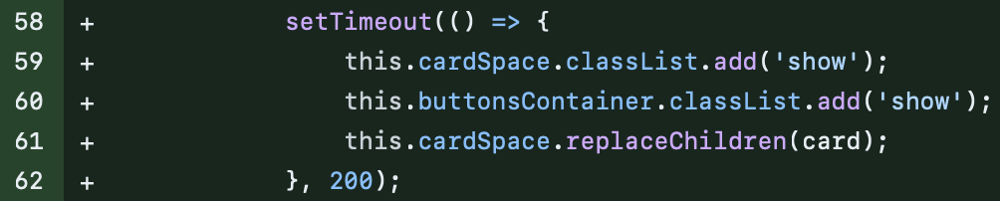 58 + setTimeout(() => {
59 + this.cardSpace.classList.add('show');
60 + this.buttonsContainer.classList.add('show');
61 + this.cardSpace.replaceChildren(card);
62 + }, 200);